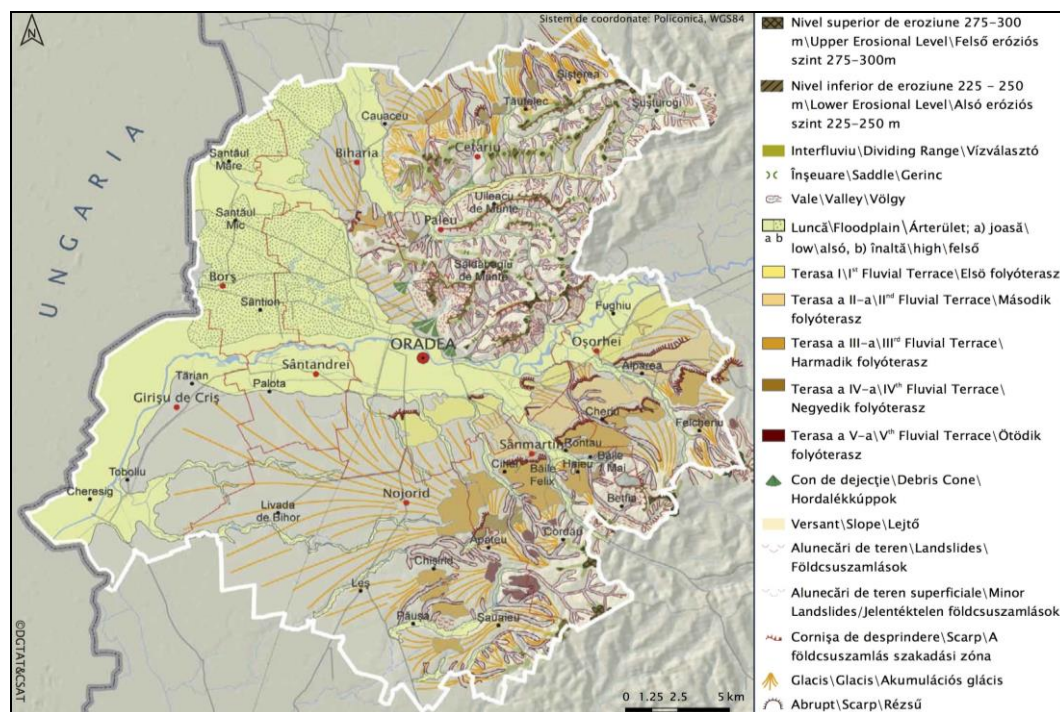 Sistem de coordonate: Policonică, WGS84
N
UNGARIA
Șișterea
Tăutelec
Sușturogi
Cauaceu
Biharia
Cetariu
Santăul
Mare
Uileacu
de Munte
Paleu
Santăul
Mic
Săldăbagiu
de Munte
Borș
Sântion
Fughiu
ORADEA
Oșorhei
Sântandrei
Alparea
Tărian
Palota
Girișu de Criș
Cheriu
Felcheriu
Sânmartin
Rontău
Cihei
Băile
Felix
Haieu
Băile
Mai
Toboliu
Cheresig
Nojorid
Betfia
Livada
de Bihor
Cordău
Apateu
Chișirid
Leș
Păușa
Șauaieu
©DGTAT&CSAT
0 1.25 2.5 5 km
Nivel superior de eroziune 275-300
m\Upper Erosional Level\Felső eróziós
szint 275-300m
Nivel inferior de eroziune 225 - 250
m\Lower Erosional Level\Alsó eróziós
szint 225-250 m
Interfluviu\Dividing Range\Vízválasztó
Înșeuare\Saddle\Gerinc
Vale\Valley\Völgy
Luncă\Floodplain\Árterület; a) joasă\
a b low\alsó, b) înaltă\high\felső
Terasa I\Ist Fluvial Terrace\Elsö folyóterasz
Terasa a II-a\IInd Fluvial Terrace\Második
folyóterasz
Terasa a III-a\IIIrd Fluvial Terrace\
Harmadik folyóterasz
Terasa a IV-a\IVth Fluvial Terrace\
Negyedik folyóterasz
Terasa a V-a\Vth Fluvial Terrace\Ötödik
folyóterasz
Con de dejecție\Debris Cone\
Hordalékkúppok
Versant\Slope\Lejtő
Alunecări de teren\Landslides\
Földcsuszamlások
Alunecări de teren superficiale\Minor
Landslides/Jelentéktelen földcsuszamlások
Cornișa de desprindere\Scarp\A
földcsuszamlás szakadási zóna
Glacis\Glacis\Akumulációs glácis
Abrupt\Scarp\Rézsű